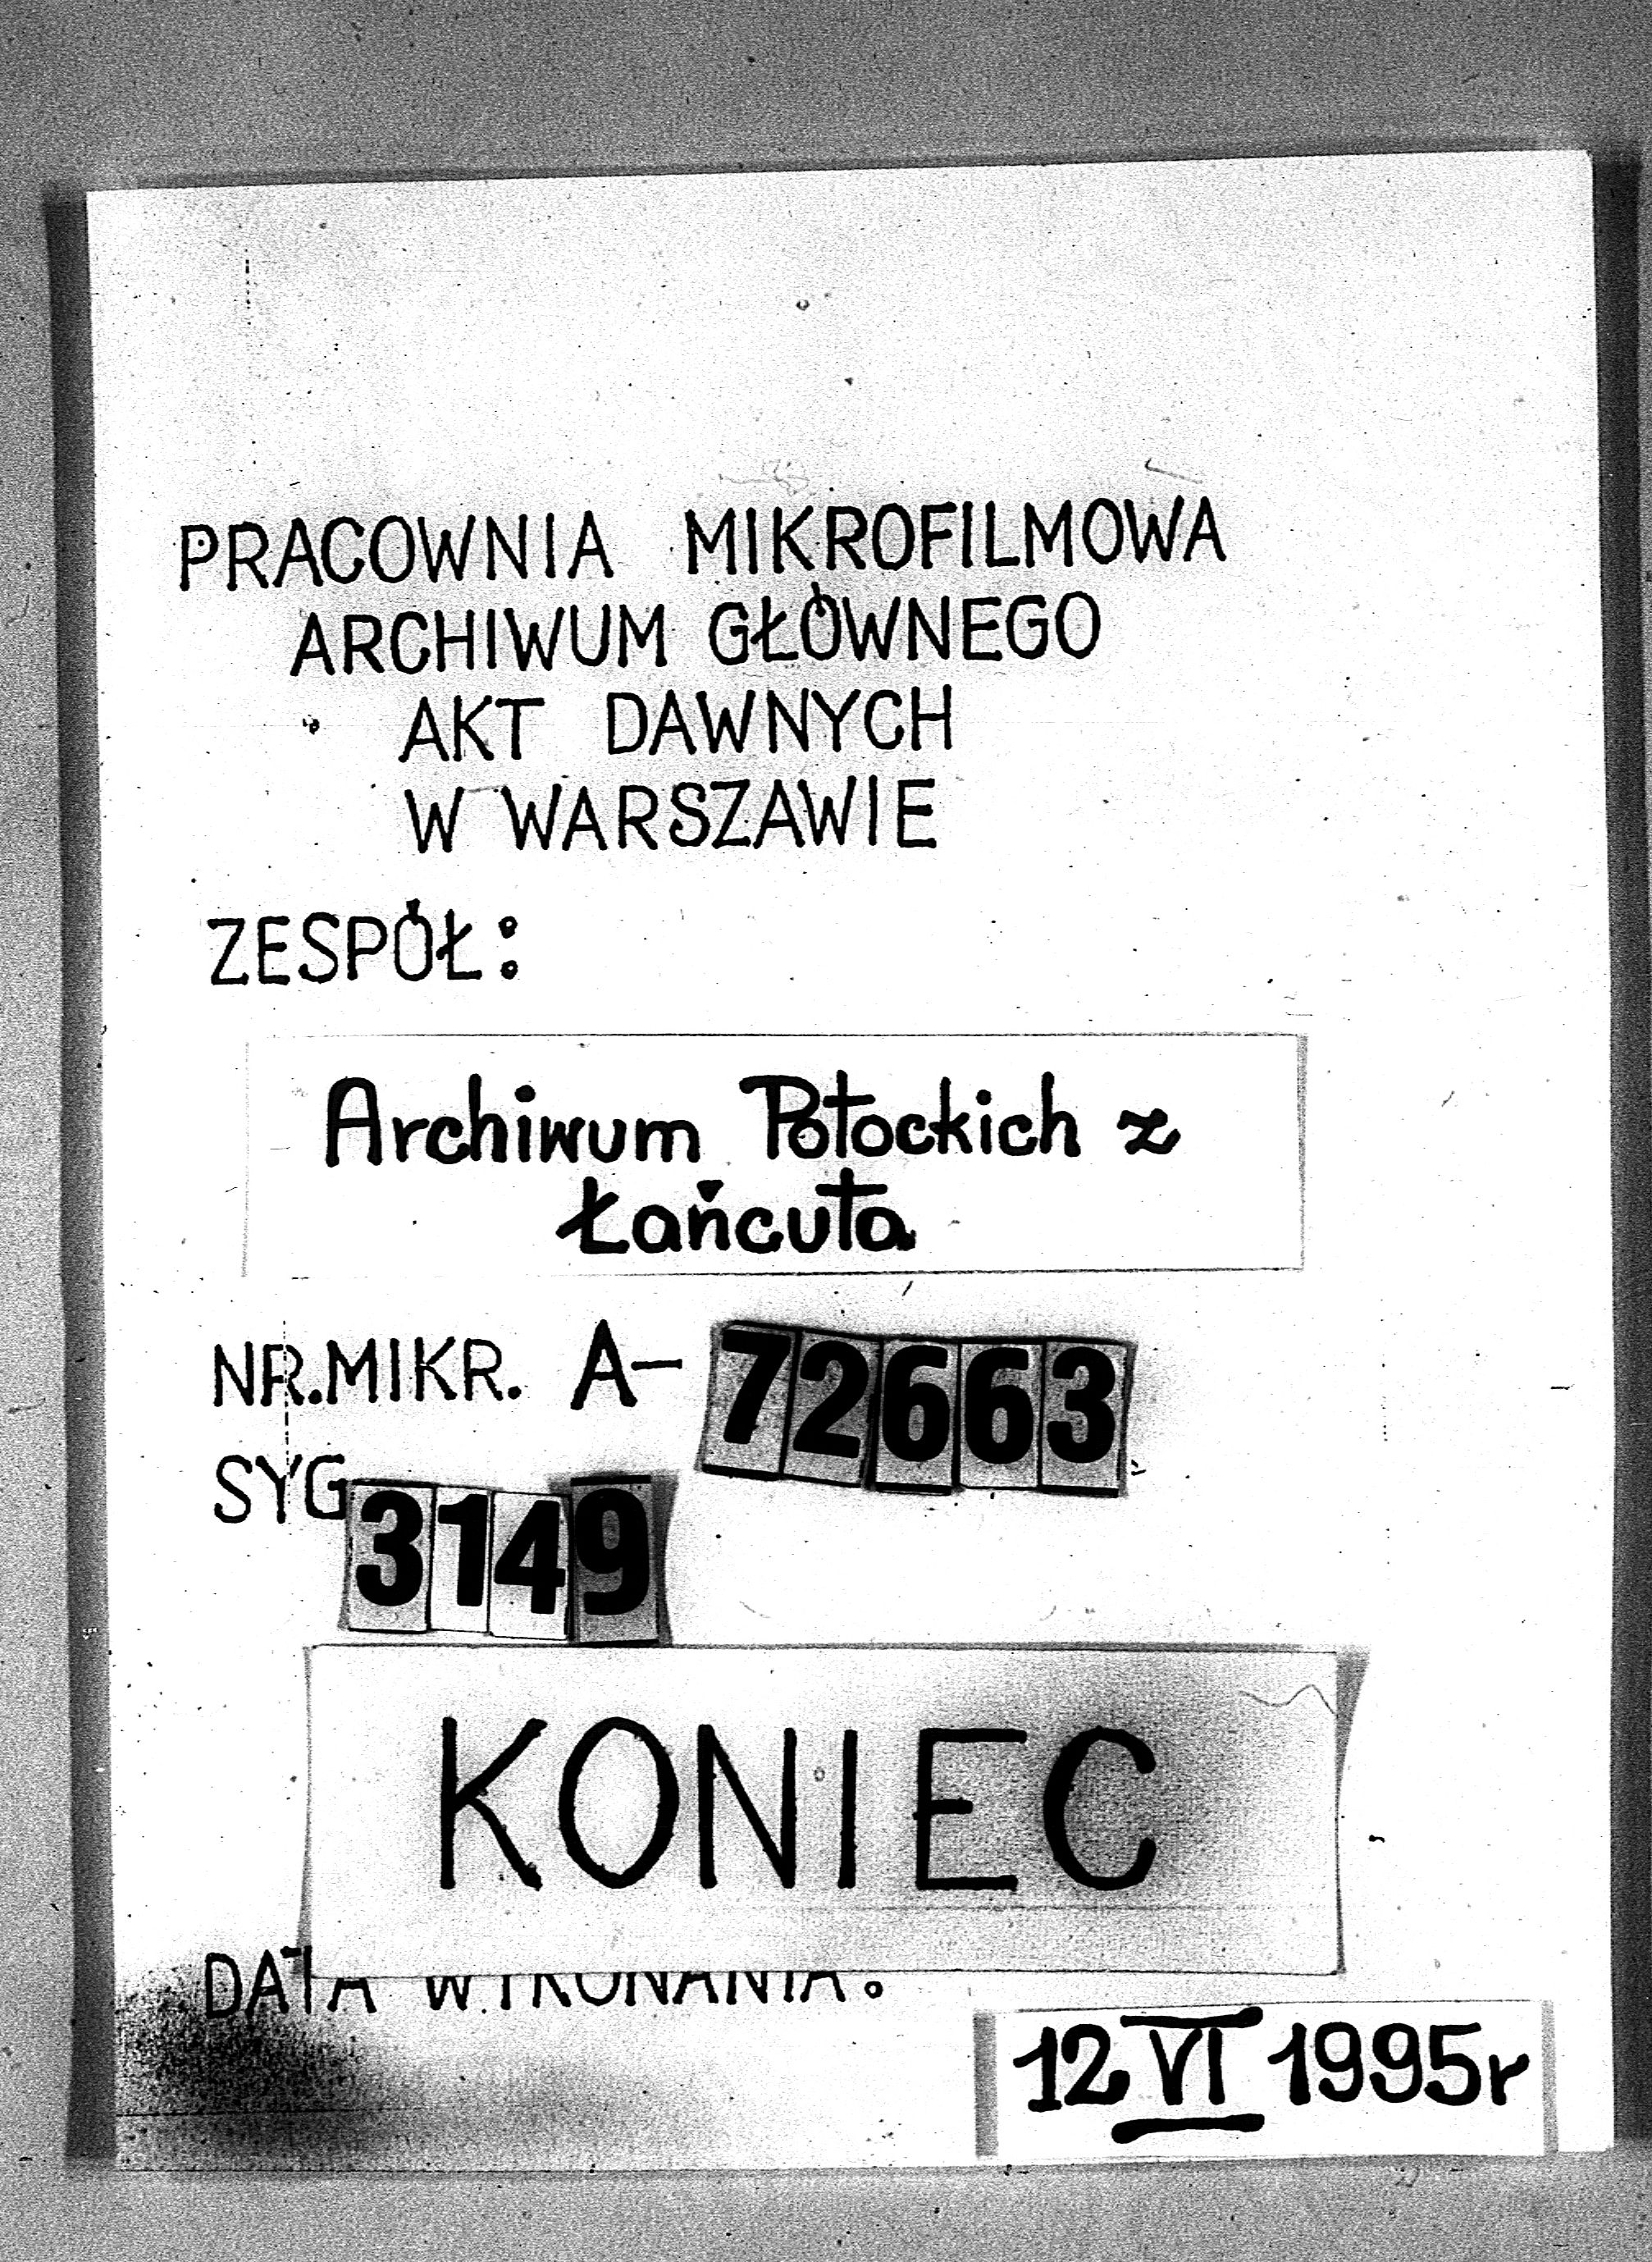 PRACOWNIA MIKROFILMOWA
ARCHIWUM GŁÓWNEGO
AKT DAWNYCH
W WARSZAWIE
ZESPÓŁ:
Archiwum Potockich z
Łańcuta
NR.MIKR. A- 72663
SYG 3149
KONIEC
DATA WYKONANIA:
12 VI 1995r